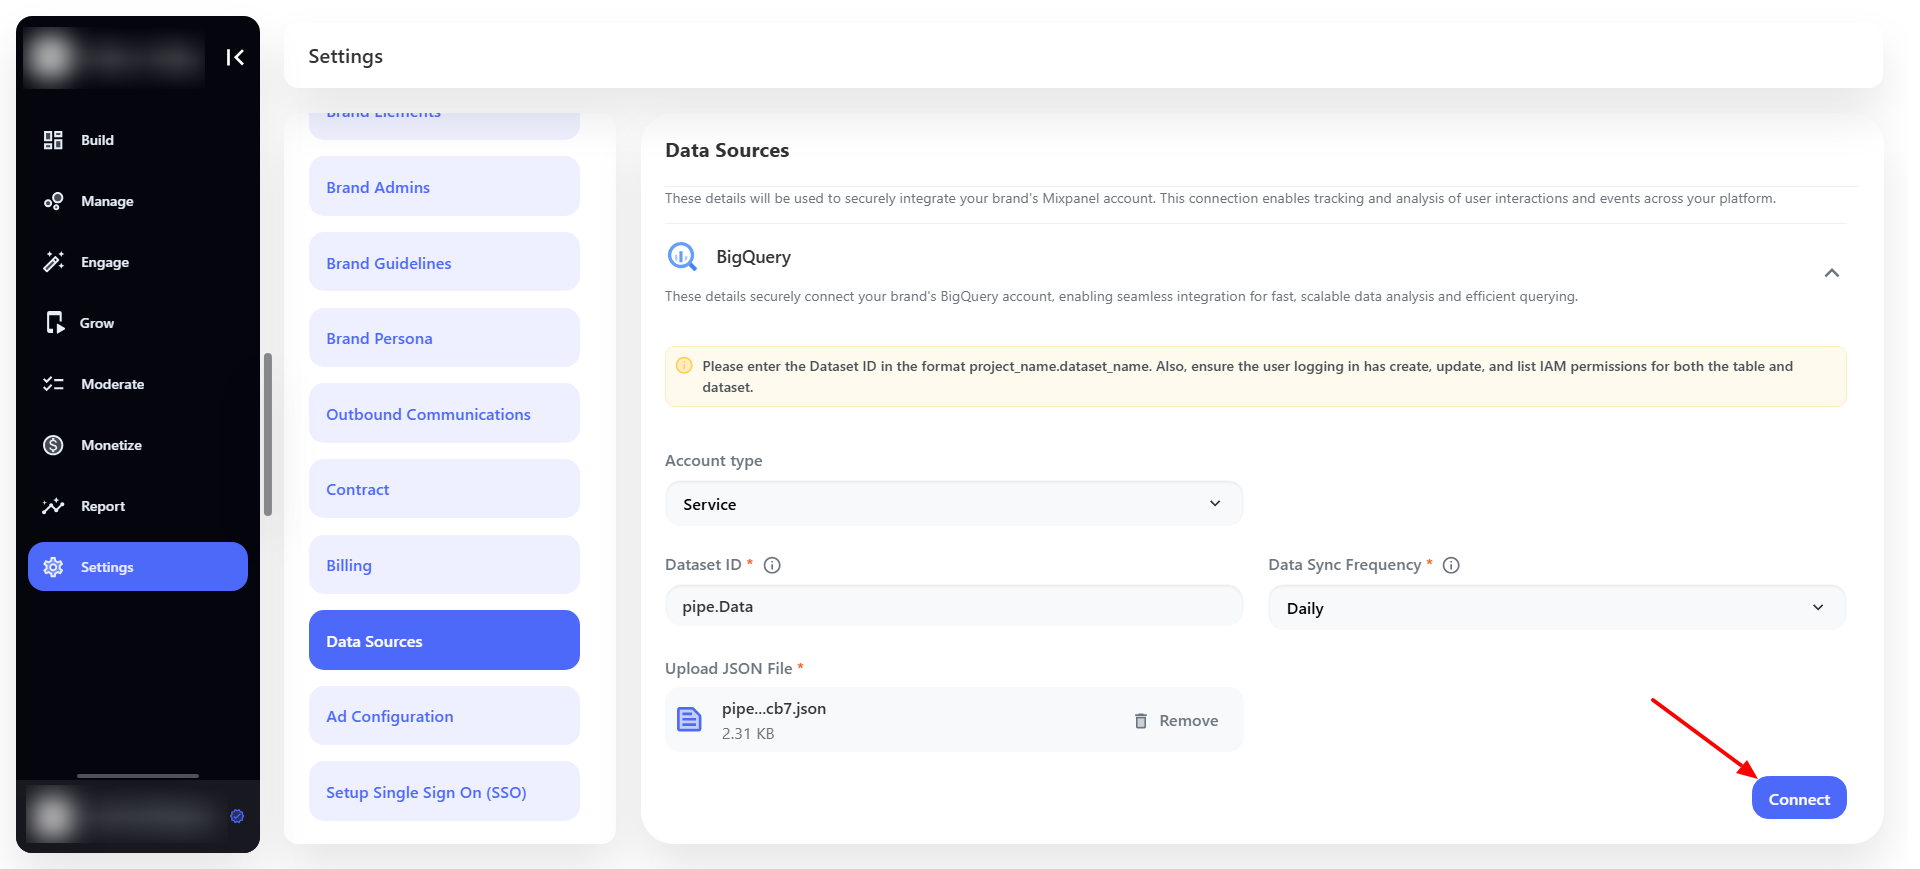 Settings
Build
Manage
Engage
Grow
Moderate
Monetize
Report
Settings
Brand Elements
Brand Admins
Brand Guidelines
Brand Persona
Outbound Communications
Contract
Billing
Data Sources
Ad Configuration
Setup Single Sign On (SSO)
Data Sources
These details will be used to securely integrate your brand's Mixpanel account. This connection enables tracking and analysis of user interactions and events across your platform.
BigQuery
These details securely connect your brand's BigQuery account, enabling seamless integration for fast, scalable data analysis and efficient querying.
Please enter the Dataset ID in the format project_name.dataset_name. Also, ensure the user logging in has create, update, and list IAM permissions for both the table and
dataset.
Account type
Service
Dataset ID *
pipe.Data
Data Sync Frequency *
Daily
Upload JSON File *
pipe...cb7.json
2.31 KB
Remove
Connect